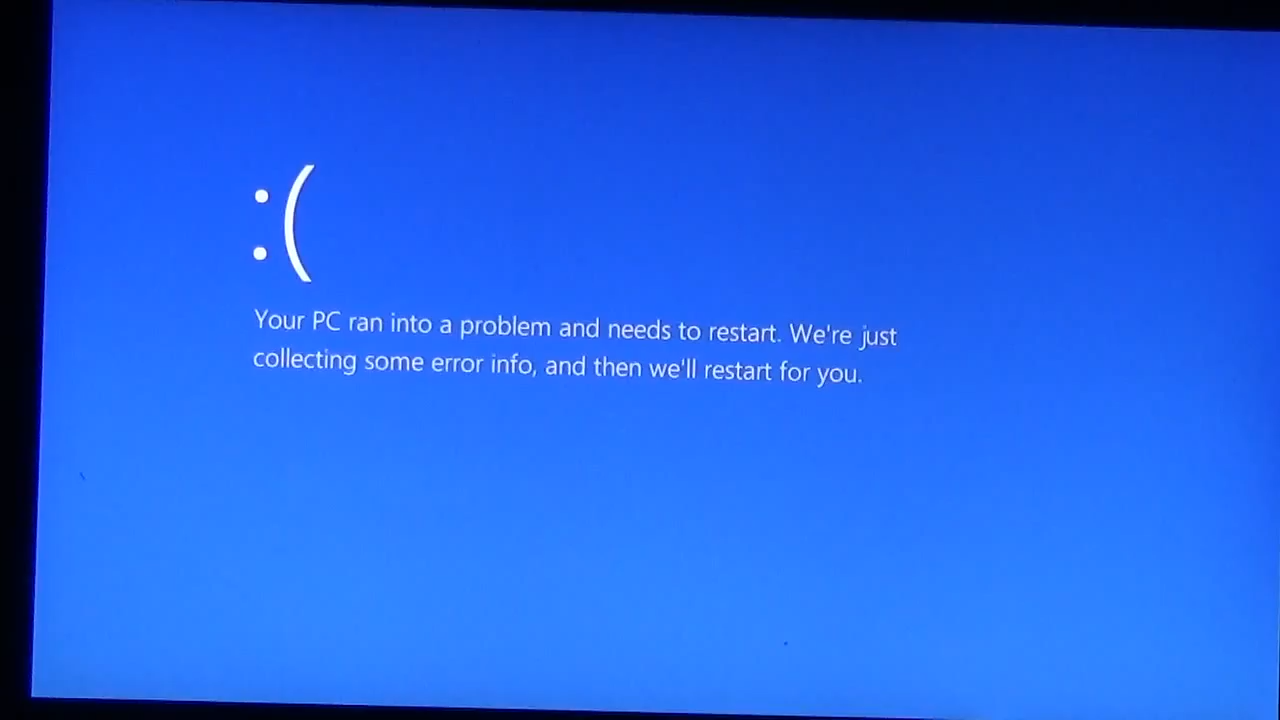 :(
Your PC ran into a problem and needs to restart. We're just
collecting some error info, and then we'll restart for you.